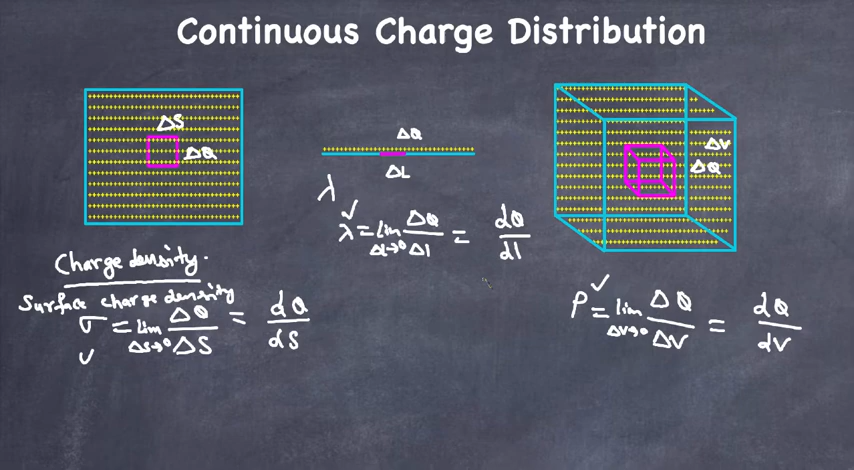 Continuous Charge Distribution
ΔS
ΔQ
Charge density.
Surface charge density
σ = lim ΔQ/ΔS = dQ/dS
ΔS→0
ΔQ
ΔL
λ
λ = lim ΔQ/Δl = dQ/dl
Δl→0
ΔV
ΔQ
ρ = lim ΔQ/ΔV = dQ/dV
ΔV→0